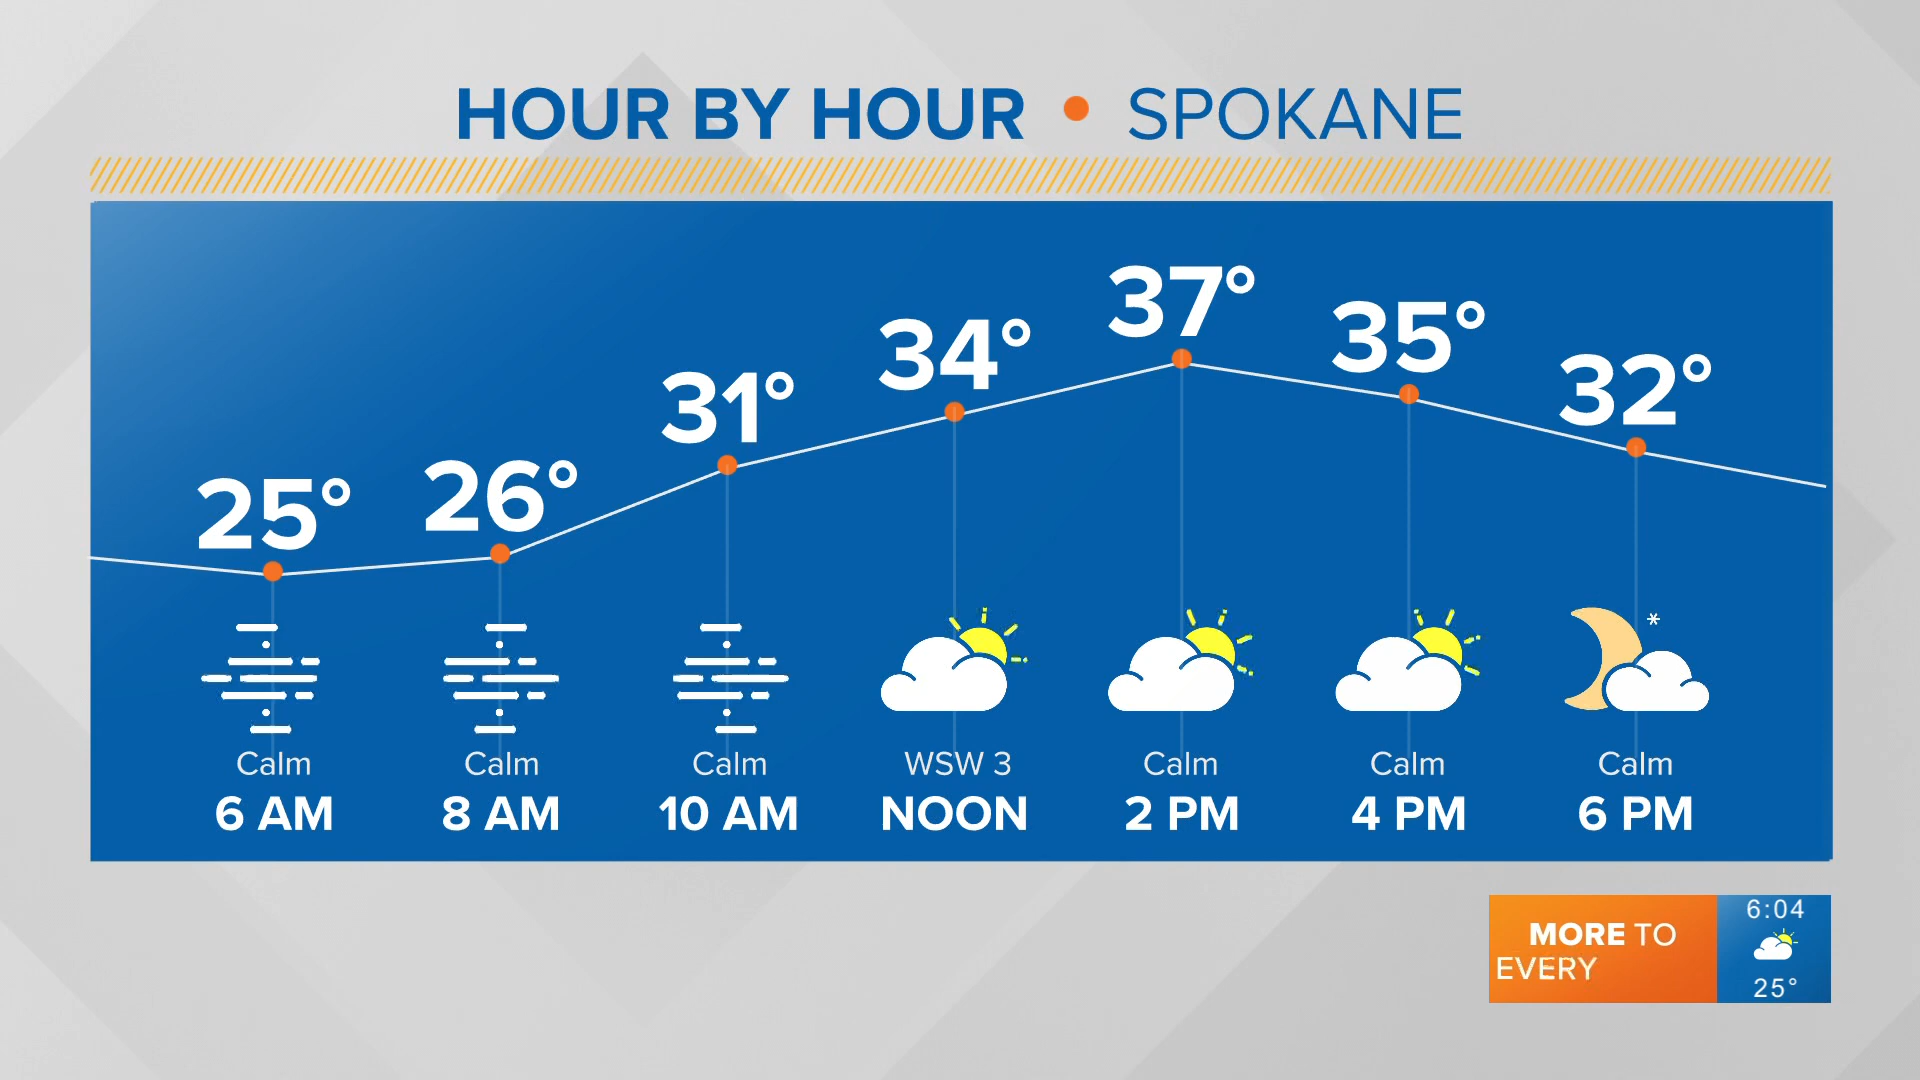 HOUR BY HOUR • SPOKANE
25° 26° 31° 34° 37° 35° 32°
Calm Calm Calm WSW 3 Calm Calm Calm
6 AM 8 AM 10 AM NOON 2 PM 4 PM 6 PM
MORE TO
EVERY
6:04
25°